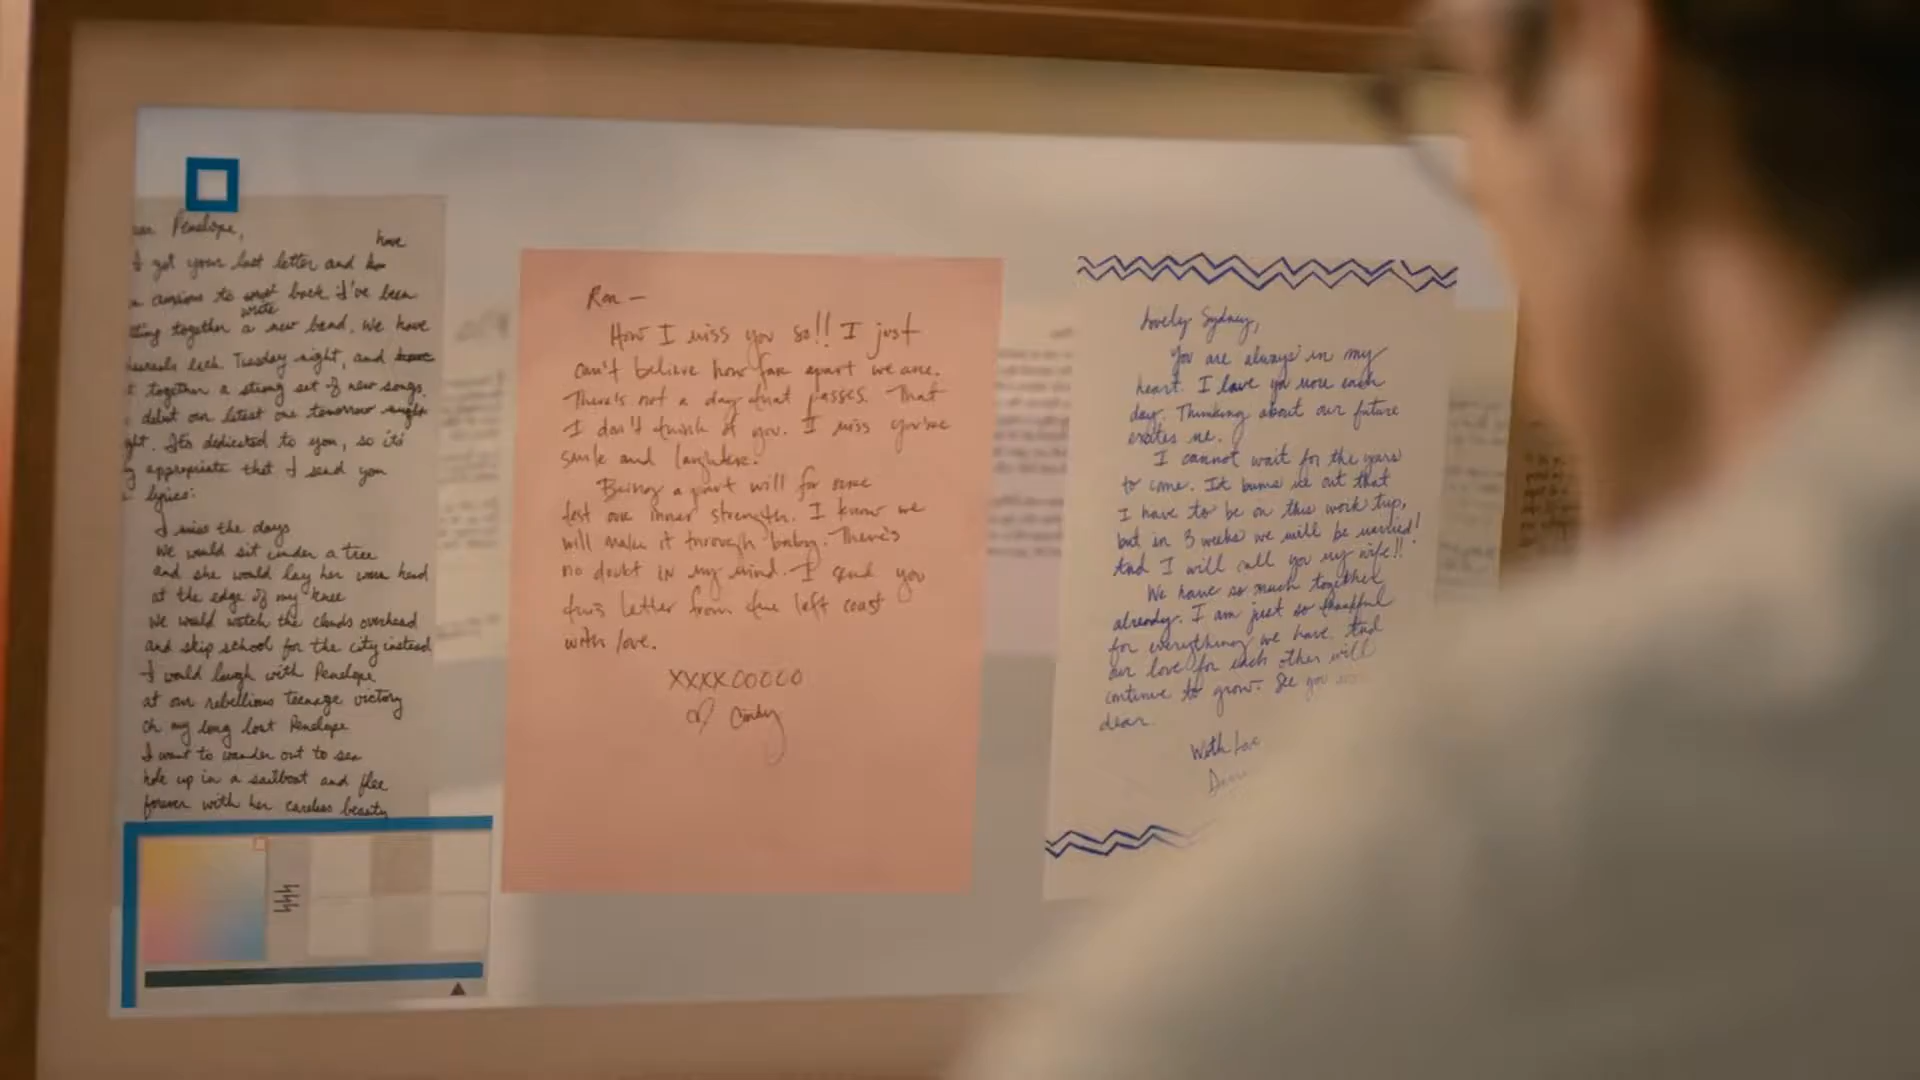 Penelope,
have
I got your last letter and
anxious to back I've been
write
together a new band. We have
each Tuesday night, and
together a strong set of new songs.
debut our latest one tomorrow night
It's dedicated to you, so it's
appropriate that I send you
lyrics:
I miss the days
We would sit under a tree
and she would lay her head
at the edge of my knee
We would watch the clouds overhead
and skip school for the city instead
I would laugh with Penelope
at our rebellious teenage victory
Oh my long lost Penelope
I want to wander out to sea
hole up in a sailboat and flee
forever with her careless beauty
Ron —
How I miss you so!! I just
can't believe how far apart we are.
There's not a day that passes. That
I don't think of you. I miss
smile and laughter.
Being a part will for sure
test our inner strength. I know we
will make it through baby. There's
no doubt in my mind. I send you
this letter from the left coast
with love.
XXXXOOOOO
Cindy
Lovely Sydney,
You are always in my
heart. I love you more each
day. Thinking about our future
excites me.
I cannot wait for the years
to come. It bums me out that
I have to be on this work trip,
but in 3 weeks we will be married!
And I will call you my wife!!
We have so much together
already. I am just so thankful
for everything we have. And
our love for each other will
continue to grow. See you
dear.
With